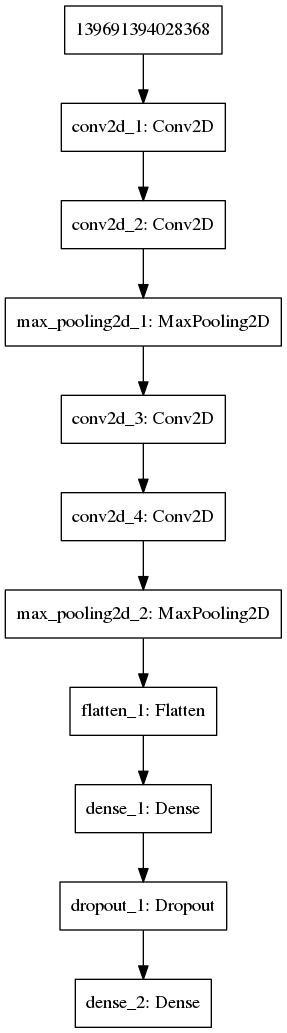 139691394028368
conv2d_1: Conv2D
conv2d_2: Conv2D
max_pooling2d_1: MaxPooling2D
conv2d_3: Conv2D
conv2d_4: Conv2D
max_pooling2d_2: MaxPooling2D
flatten_1: Flatten
dense_1: Dense
dropout_1: Dropout
dense_2: Dense